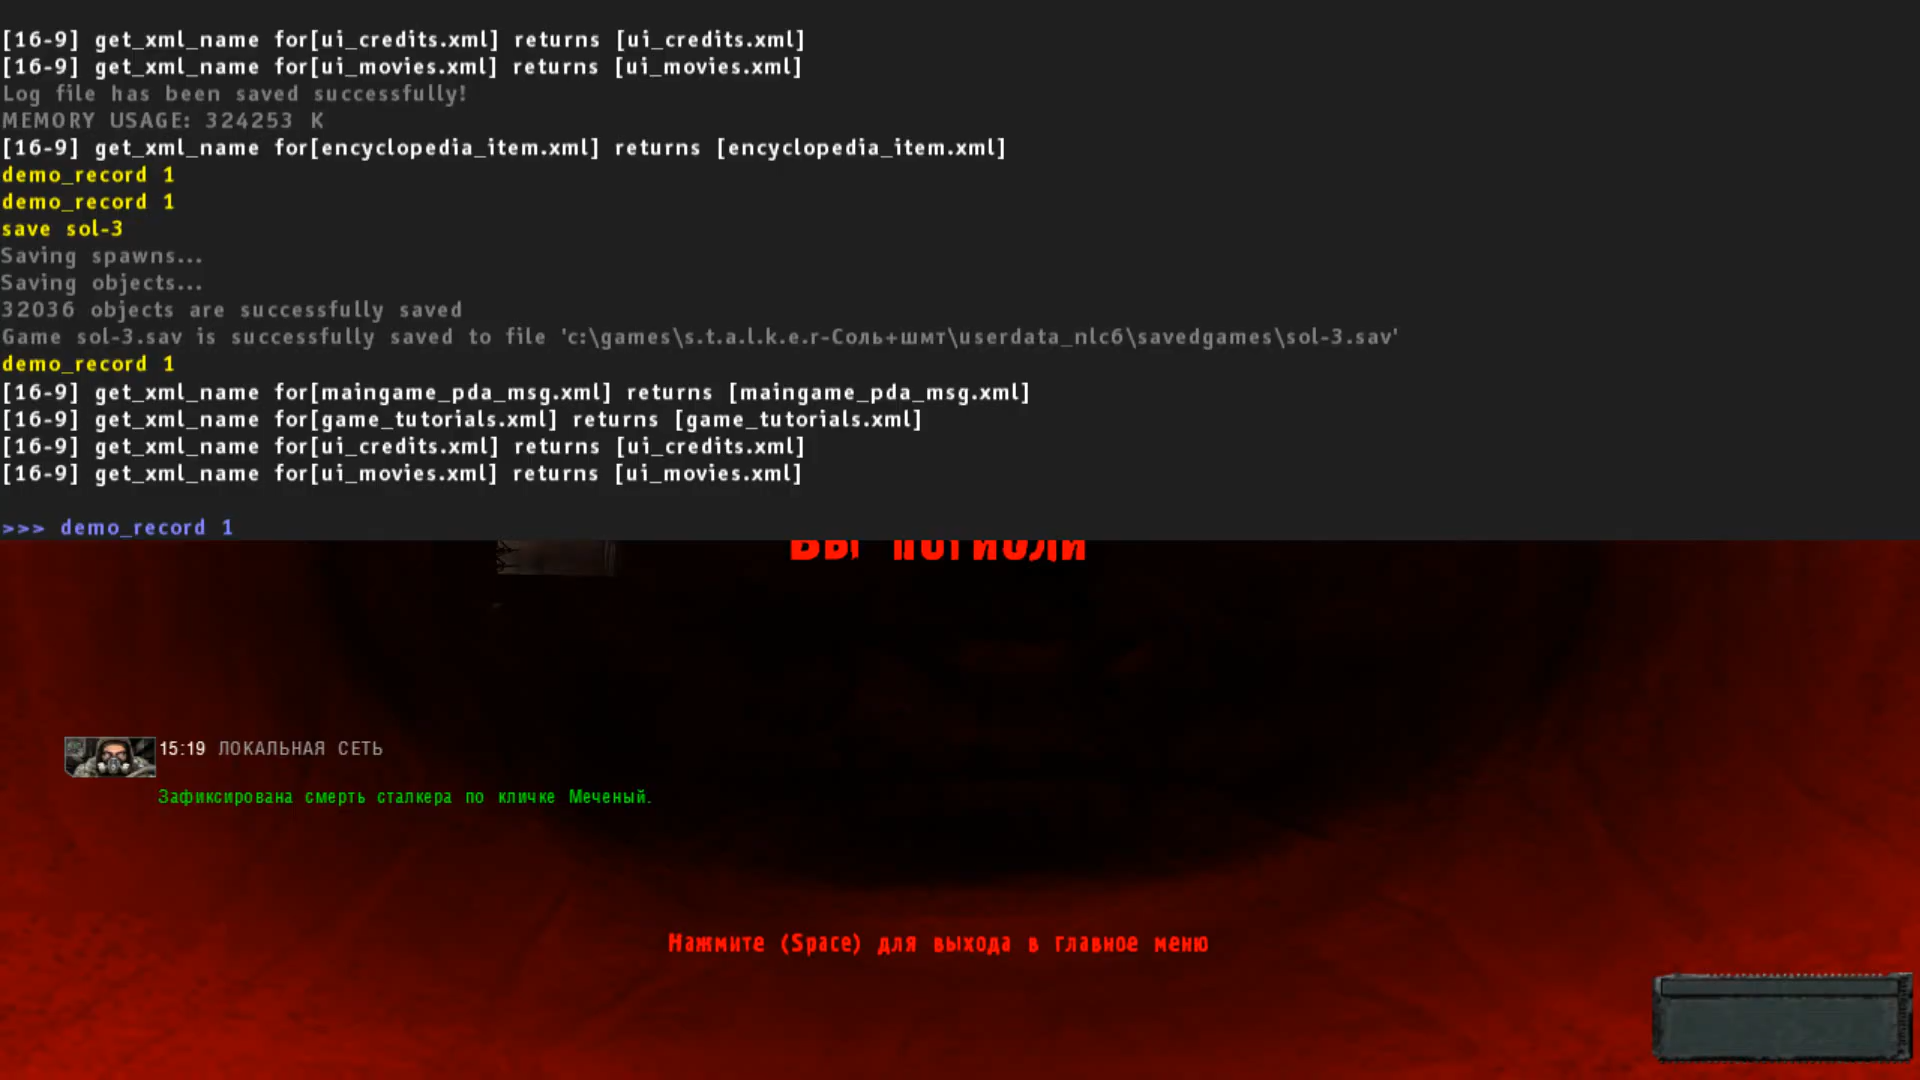 [16-9] get_xml_name for[ui_credits.xml] returns [ui_credits.xml]
[16-9] get_xml_name for[ui_movies.xml] returns [ui_movies.xml]
Log file has been saved successfully!
MEMORY USAGE: 324253 K
[16-9] get_xml_name for[encyclopedia_item.xml] returns [encyclopedia_item.xml]
demo_record 1
demo_record 1
save sol-3
Saving spawns...
Saving objects...
32036 objects are successfully saved
Game sol-3.sav is successfully saved to file 'c:\games\s.t.a.l.k.e.r-Соль+шмт\userdata_nlc6\savedgames\sol-3.sav'
demo_record 1
[16-9] get_xml_name for[maingame_pda_msg.xml] returns [maingame_pda_msg.xml]
[16-9] get_xml_name for[game_tutorials.xml] returns [game_tutorials.xml]
[16-9] get_xml_name for[ui_credits.xml] returns [ui_credits.xml]
[16-9] get_xml_name for[ui_movies.xml] returns [ui_movies.xml]
>>> demo_record 1
Вы погибли
15:19 ЛОКАЛЬНАЯ СЕТЬ
Зафиксирована смерть сталкера по кличке Меченый.
Нажмите (Space) для выхода в главное меню